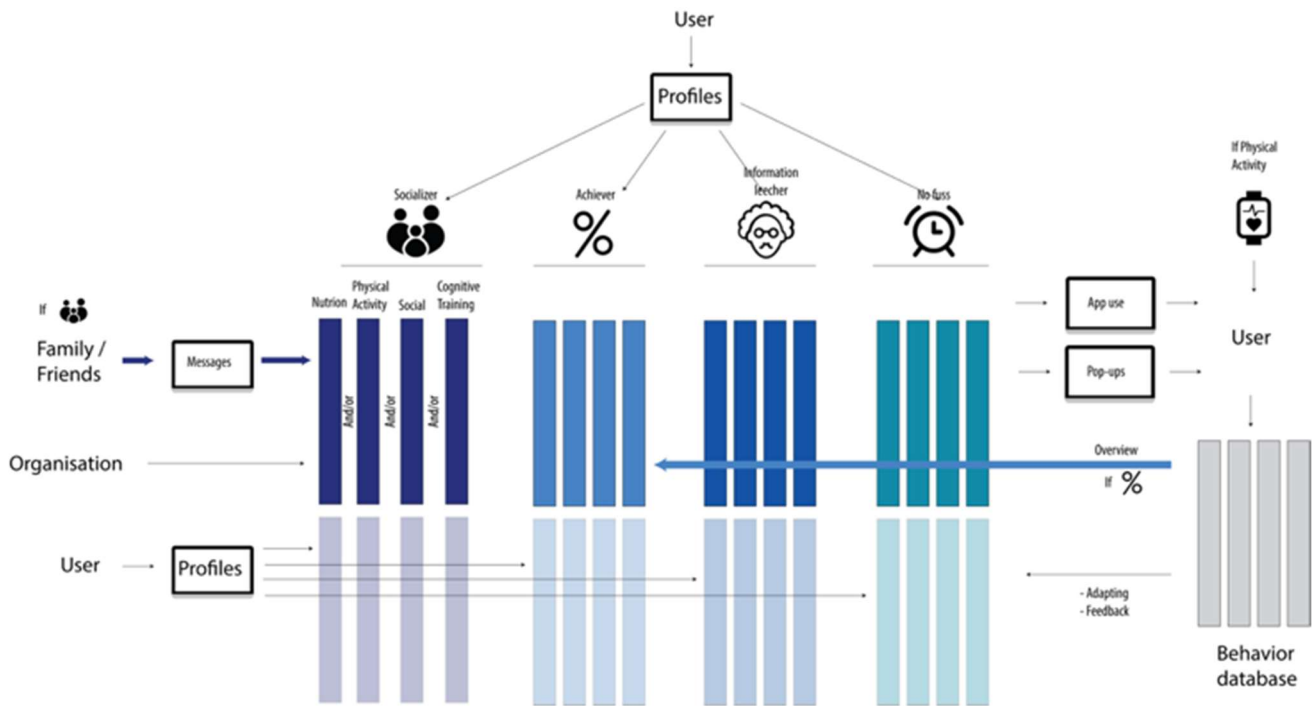 User
Profiles
If Physical
Activity
Socializer
Achiever
Information
leecher
No fuss
%
Nutrion
Physical
Activity
Social
Cognitive
Training
And/or
And/or
And/or
If
Family /
Friends
Messages
App use
Pop-ups
User
Organisation
Overview
If %
User
Profiles
- Adapting
- Feedback
Behavior
database